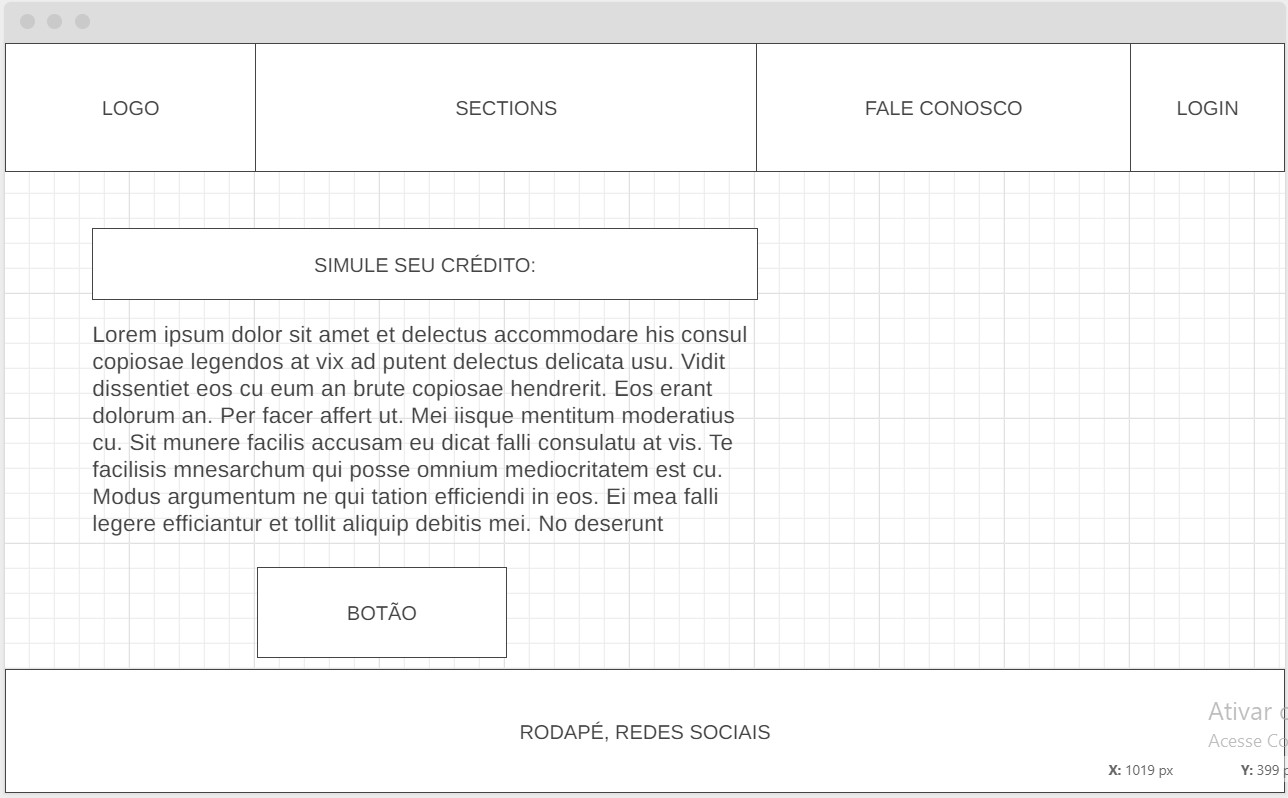 LOGO
SECTIONS
FALE CONOSCO
LOGIN
SIMULE SEU CRÉDITO:
Lorem ipsum dolor sit amet et delectus accommodare his consul
copiosae legendos at vix ad putent delectus delicata usu. Vidit
dissentiet eos cu eum an brute copiosae hendrerit. Eos erant
dolorum an. Per facer affert ut. Mei iisque mentitum moderatius
cu. Sit munere facilis accusam eu dicat falli consulatu at vis. Te
facilisis mnesarchum qui posse omnium mediocritatem est cu.
Modus argumentum ne qui tation efficiendi in eos. Ei mea falli
legere efficiantur et tollit aliquip debitis mei. No deserunt
BOTÃO
RODAPÉ, REDES SOCIAIS
Ativar
Acesse
X: 1019 px
Y: 399